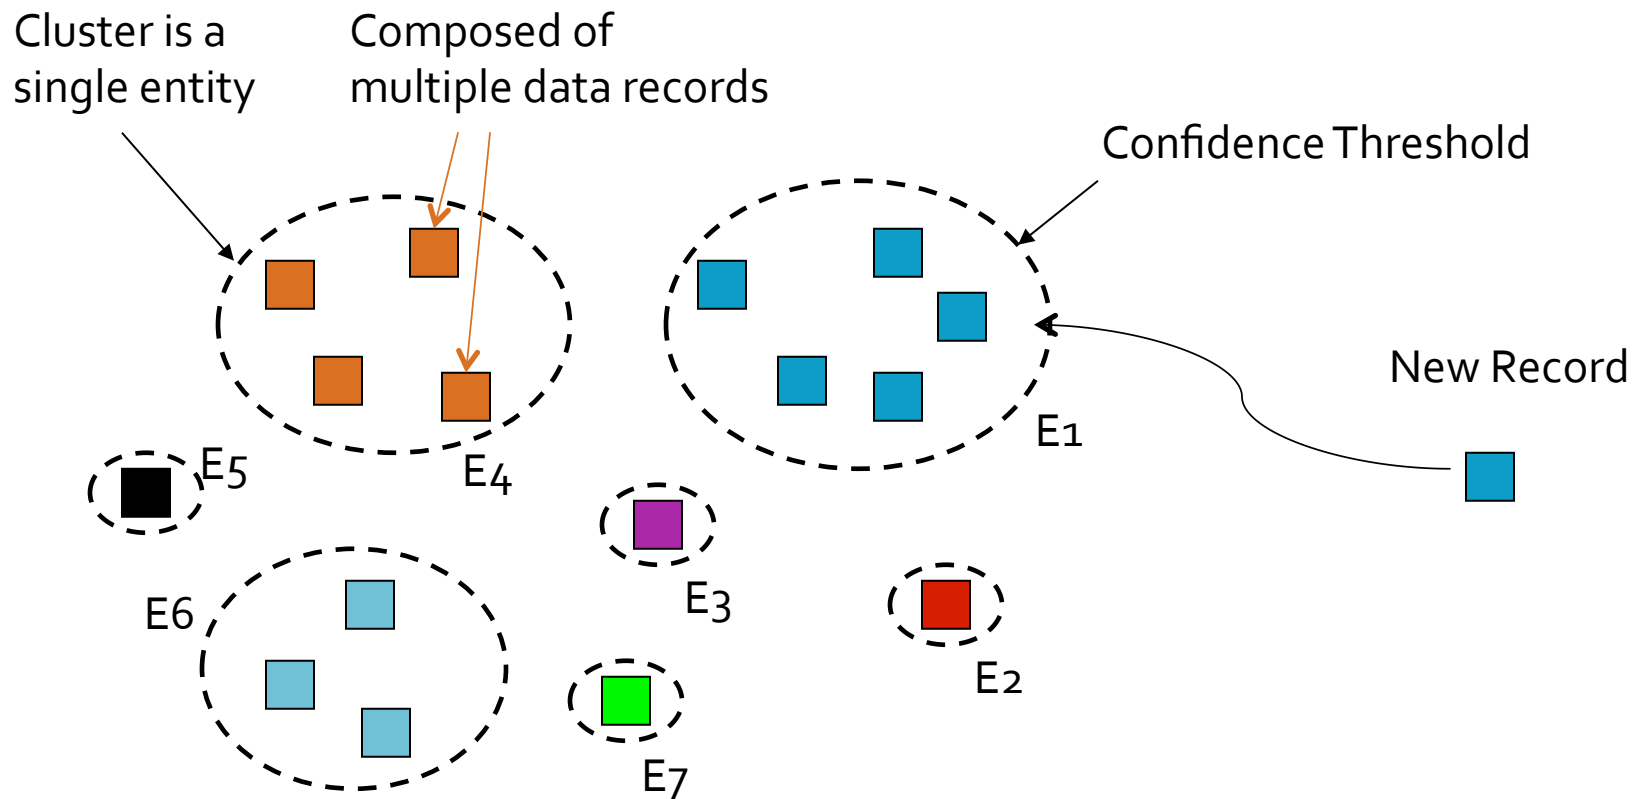 Cluster is a
single entity
Composed of
multiple data records
Confidence Threshold
New Record
E1
E5
E4
E3
E6
E2
E7